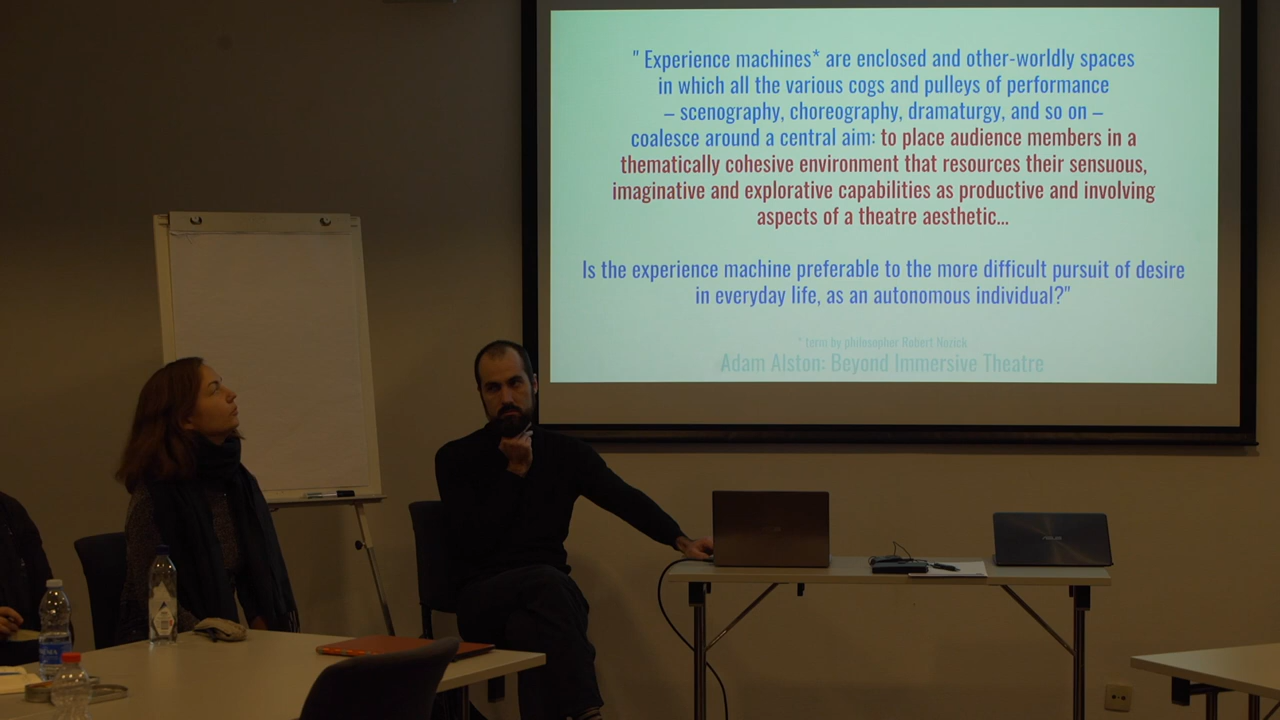 " Experience machines* are enclosed and other-worldly spaces
in which all the various cogs and pulleys of performance
– scenography, choreography, dramaturgy, and so on –
coalesce around a central aim: to place audience members in a
thematically cohesive environment that resources their sensuous,
imaginative and explorative capabilities as productive and involving
aspects of a theatre aesthetic...
Is the experience machine preferable to the more difficult pursuit of desire
in everyday life, as an autonomous individual?"
* term by philosopher Robert Nozick
Adam Alston: Beyond Immersive Theatre
ASUS